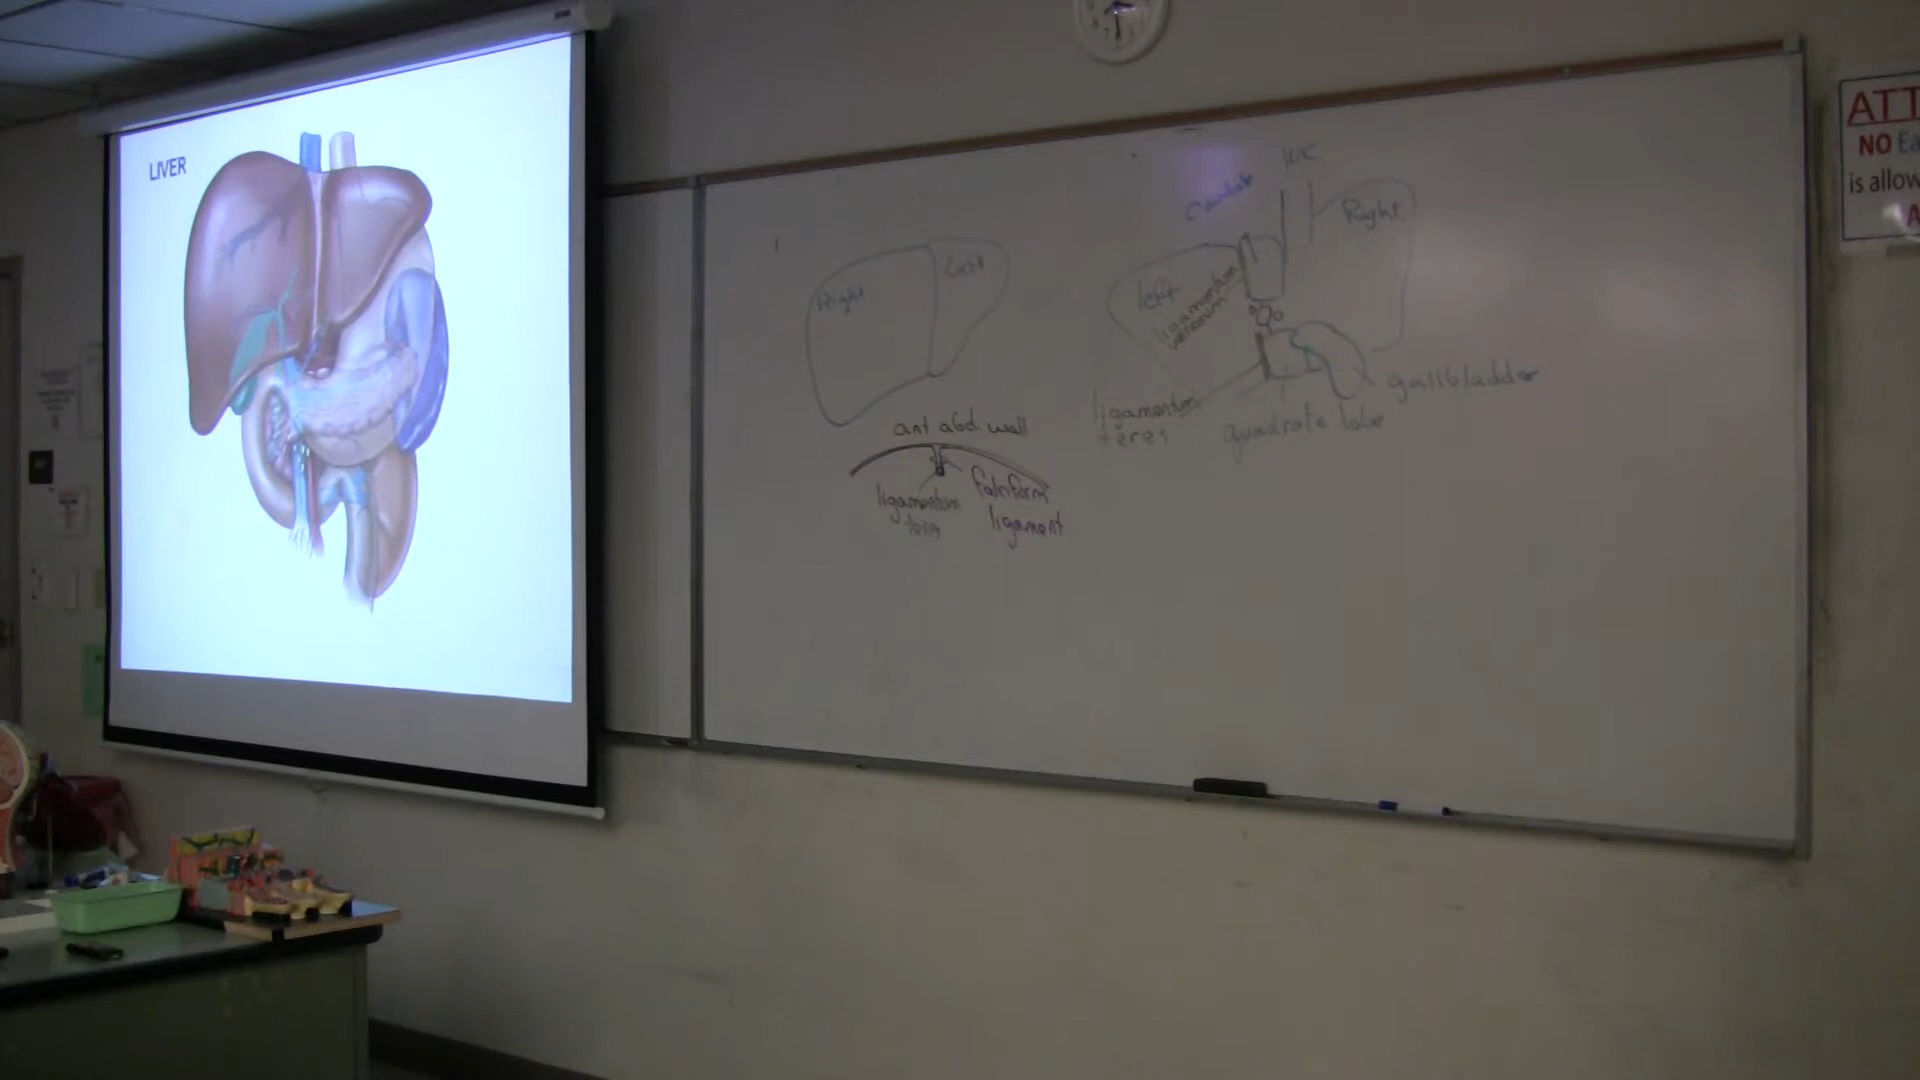 LIVER
Right
Left
ant abd. wall
ligamentum
falciform
ligament
IVC
Caudate
Right
left
ligamentum
venosum
gallbladder
ligamentum
teres
quadrate lobe
ATT
NO Ea
is allow
A